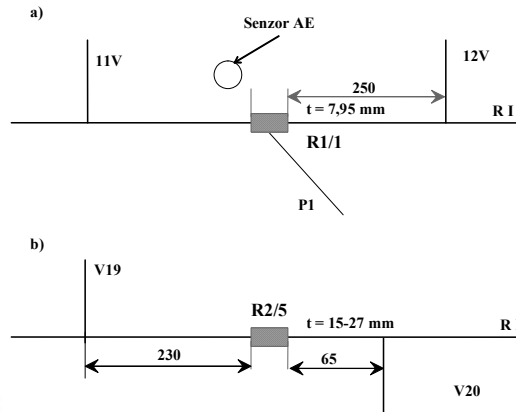 a)
Senzor AE
11V
12V
250
t = 7,95 mm
R I
R1/1
P1
b)
V19
R2/5
t = 15-27 mm
R
230
65
V20